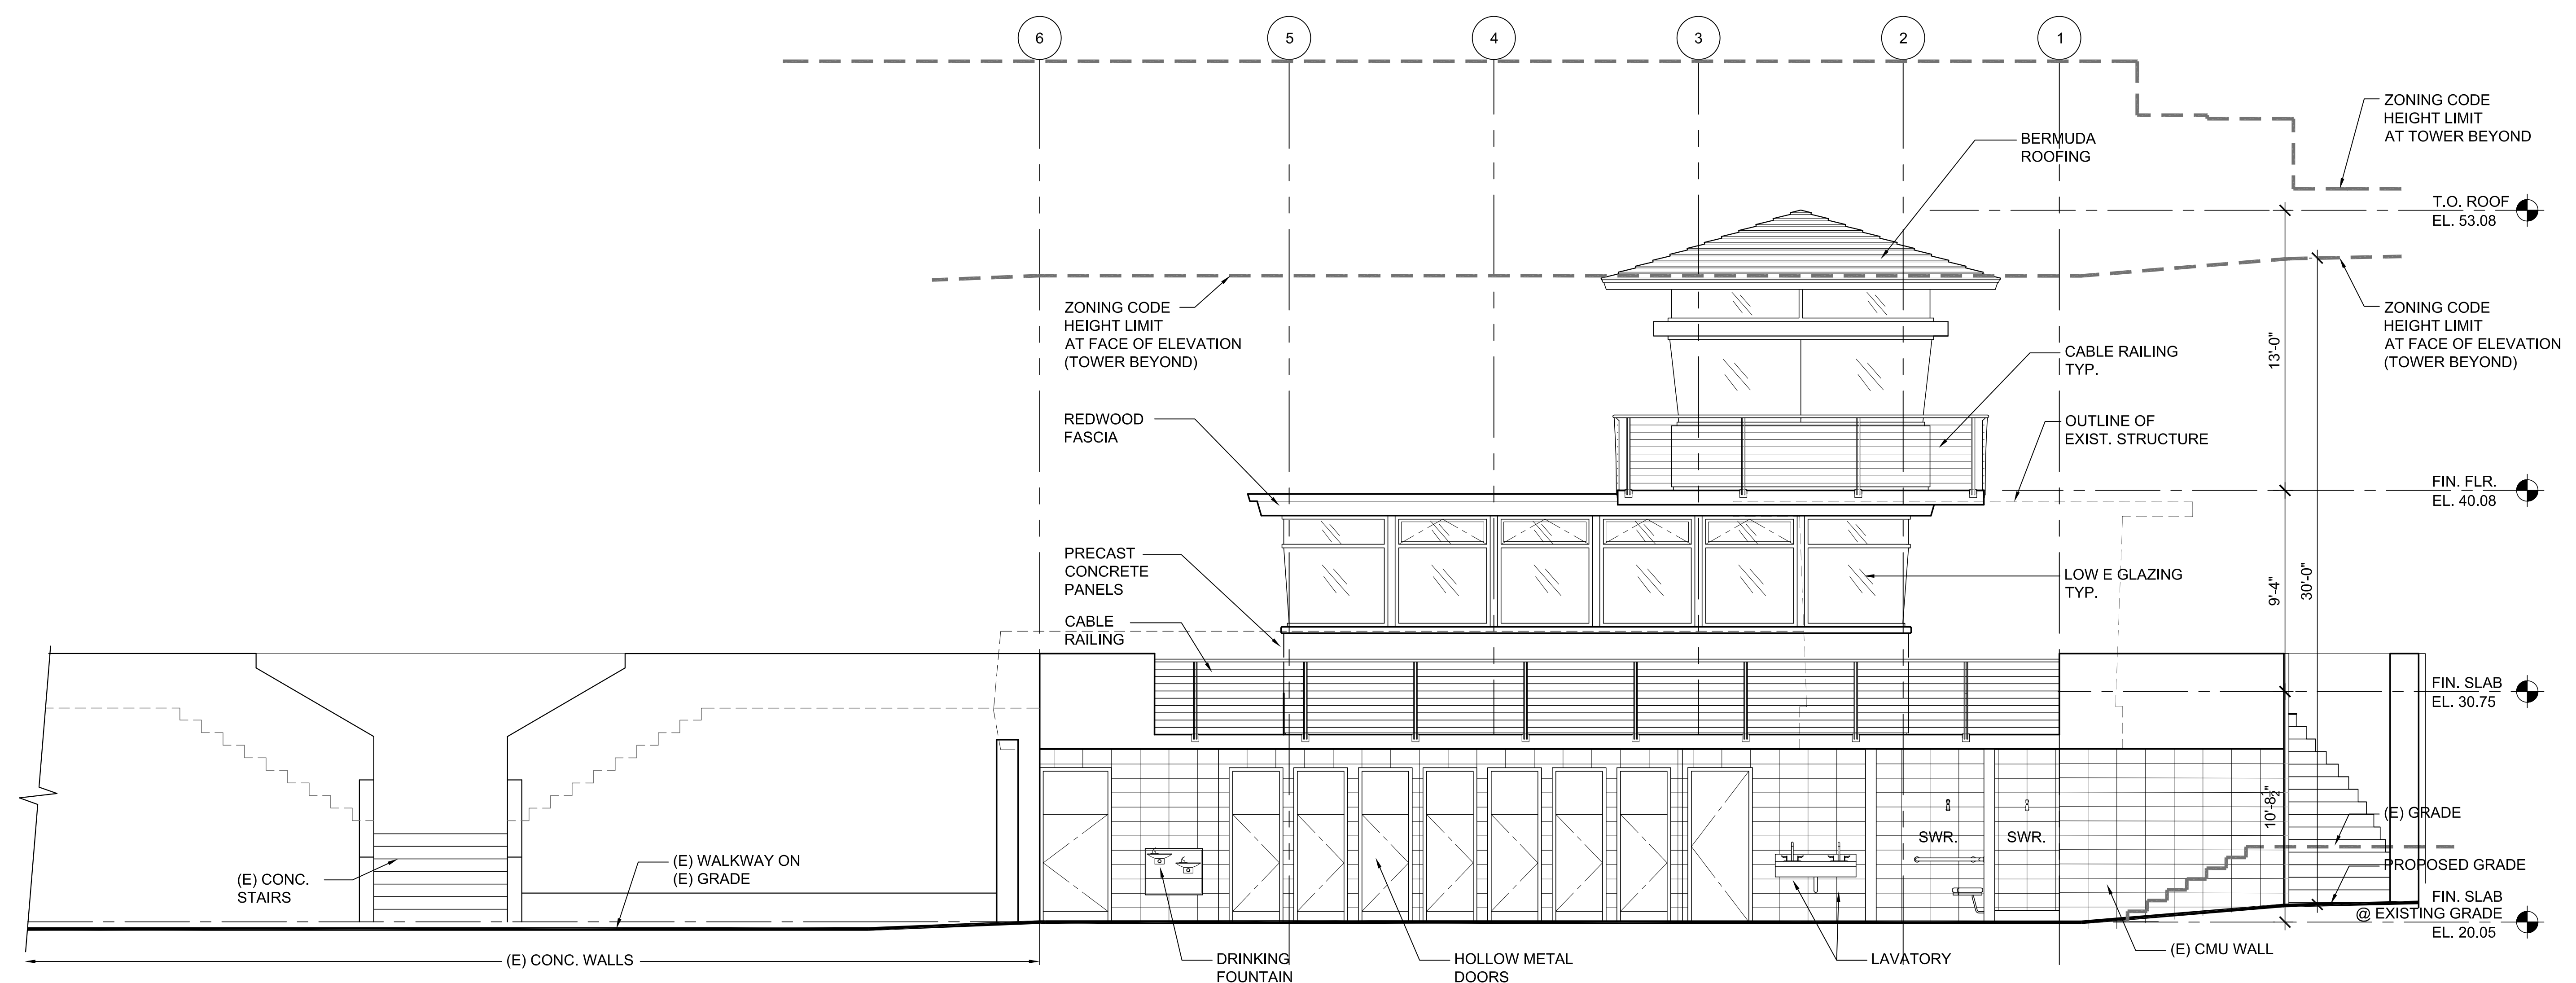 6
5
4
3
2
1
ZONING CODE
HEIGHT LIMIT
AT TOWER BEYOND
BERMUDA
ROOFING
T.O. ROOF
EL. 53.08
ZONING CODE
HEIGHT LIMIT
AT FACE OF ELEVATION
(TOWER BEYOND)
ZONING CODE
HEIGHT LIMIT
AT FACE OF ELEVATION
(TOWER BEYOND)
13'-0"
CABLE RAILING
TYP.
REDWOOD
FASCIA
OUTLINE OF
EXIST. STRUCTURE
FIN. FLR.
EL. 40.08
PRECAST
CONCRETE
PANELS
LOW E GLAZING
TYP.
9'-4"
30'-0"
CABLE
RAILING
FIN. SLAB
EL. 30.75
10'-8½"
(E) GRADE
SWR.
SWR.
(E) WALKWAY ON
(E) GRADE
(E) CONC.
STAIRS
PROPOSED GRADE
FIN. SLAB
@ EXISTING GRADE
EL. 20.05
(E) CONC. WALLS
DRINKING
FOUNTAIN
HOLLOW METAL
DOORS
LAVATORY
(E) CMU WALL